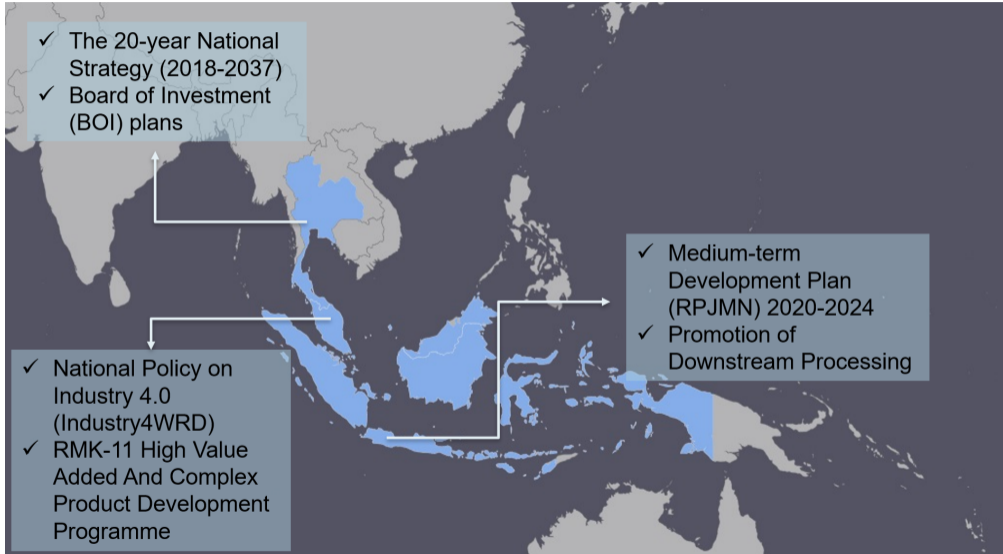 ✓ The 20-year National
Strategy (2018-2037)
✓ Board of Investment
(BOI) plans
✓ Medium-term
Development Plan
(RPJMN) 2020-2024
✓ Promotion of
Downstream Processing
✓ National Policy on
Industry 4.0
(Industry4WRD)
✓ RMK-11 High Value
Added And Complex
Product Development
Programme